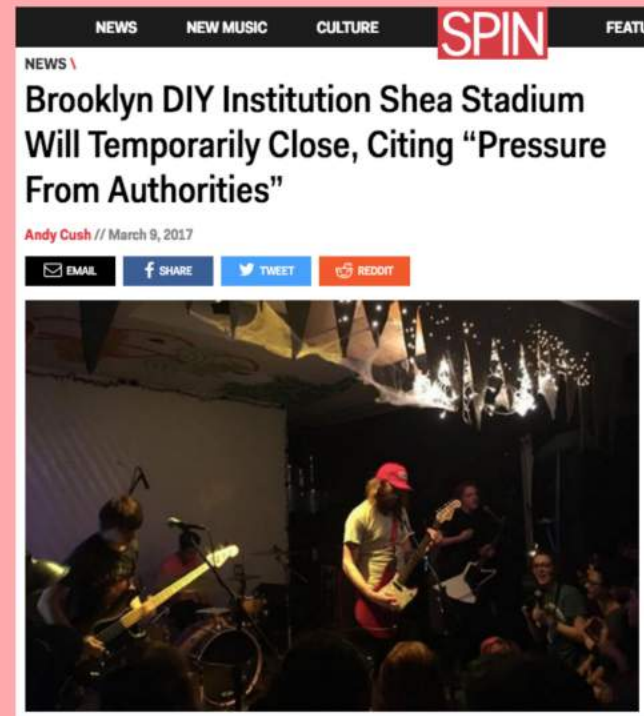 NEWS NEW MUSIC CULTURE SPIN FEATU
NEWS \
Brooklyn DIY Institution Shea Stadium
Will Temporarily Close, Citing “Pressure
From Authorities”
Andy Cush // March 9, 2017
EMAIL SHARE TWEET REDDIT